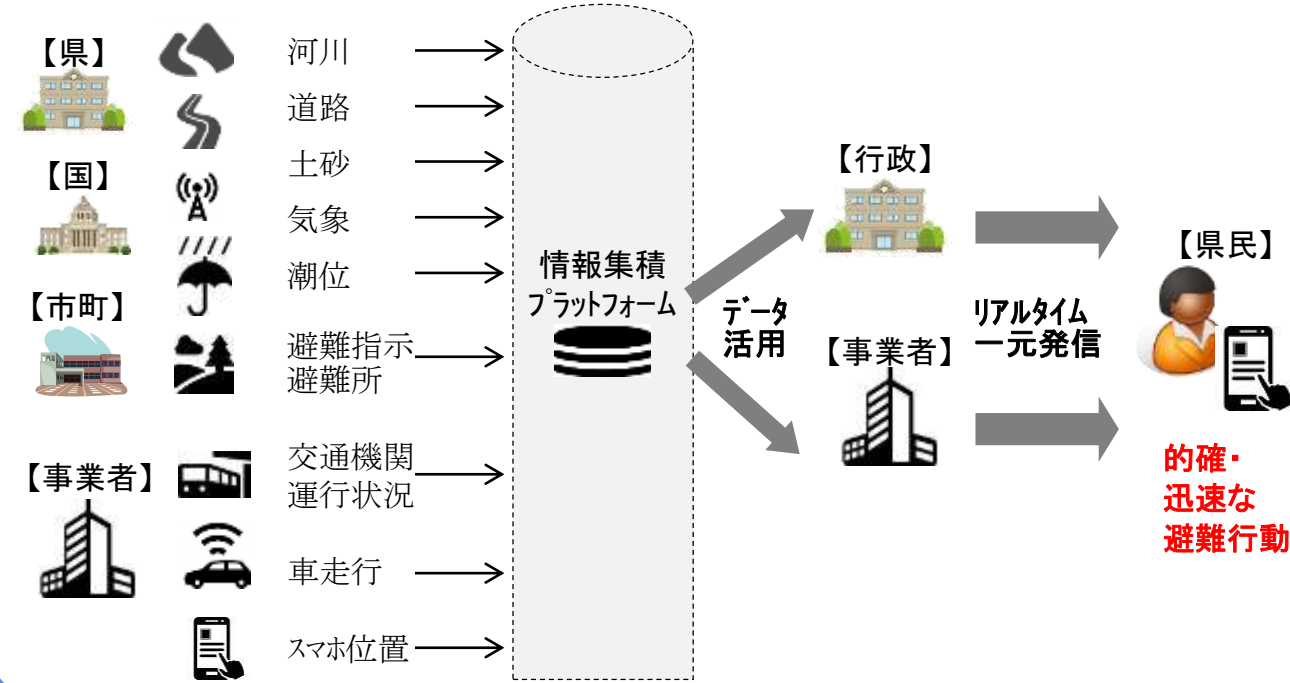 【県】
【国】
【市町】
【事業者】
河川
道路
土砂
気象
潮位
避難指示
避難所
交通機関
運行状況
車走行
スマホ位置
情報集積
プラットフォーム
データ
活用
【行政】
【事業者】
リアルタイム
一元発信
【県民】
的確・
迅速な
避難行動